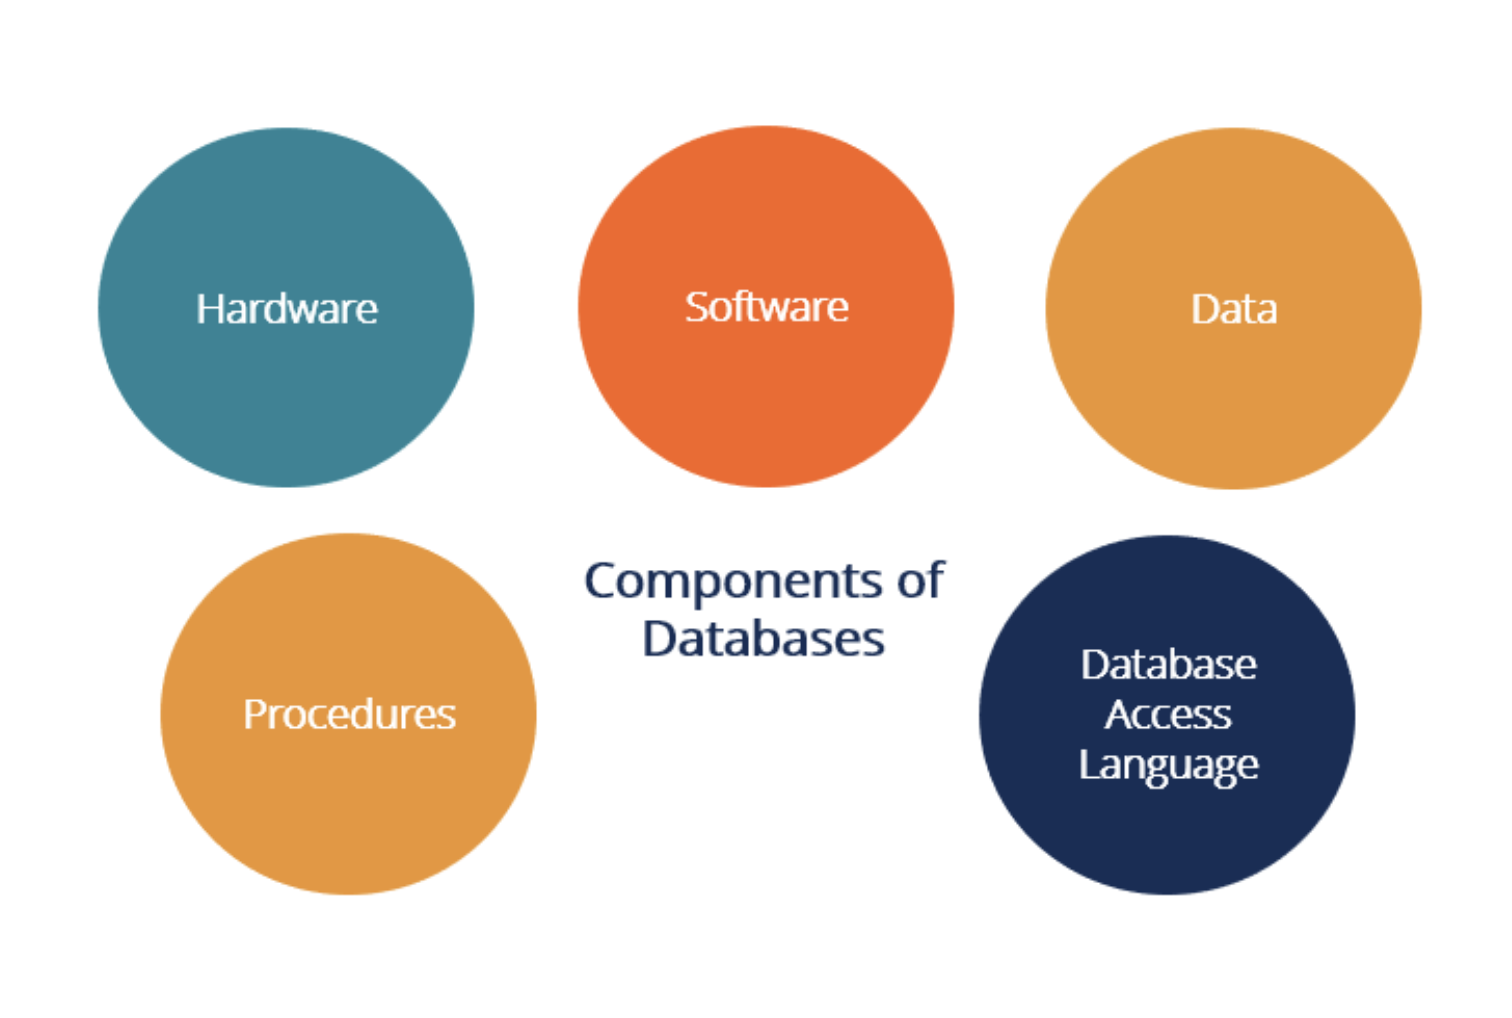 Hardware
Software
Data
Procedures
Components of
Databases
Database
Access
Language